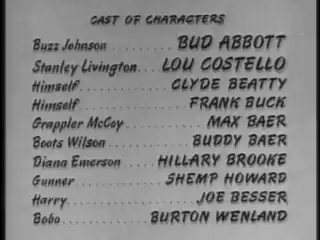 CAST OF CHARACTERS
Buzz Johnson ........... BUD ABBOTT
Stanley Livington.... LOU COSTELLO
Himself............... CLYDE BEATTY
Himself.................. FRANK BUCK
Grappler McCoy............ MAX BAER
Boots Wilson............ BUDDY BAER
Diana Emerson ..... HILLARY BROOKE
Gunner ............. SHEMP HOWARD
Harry.................. JOE BESSER
Bobo.............. BURTON WENLAND